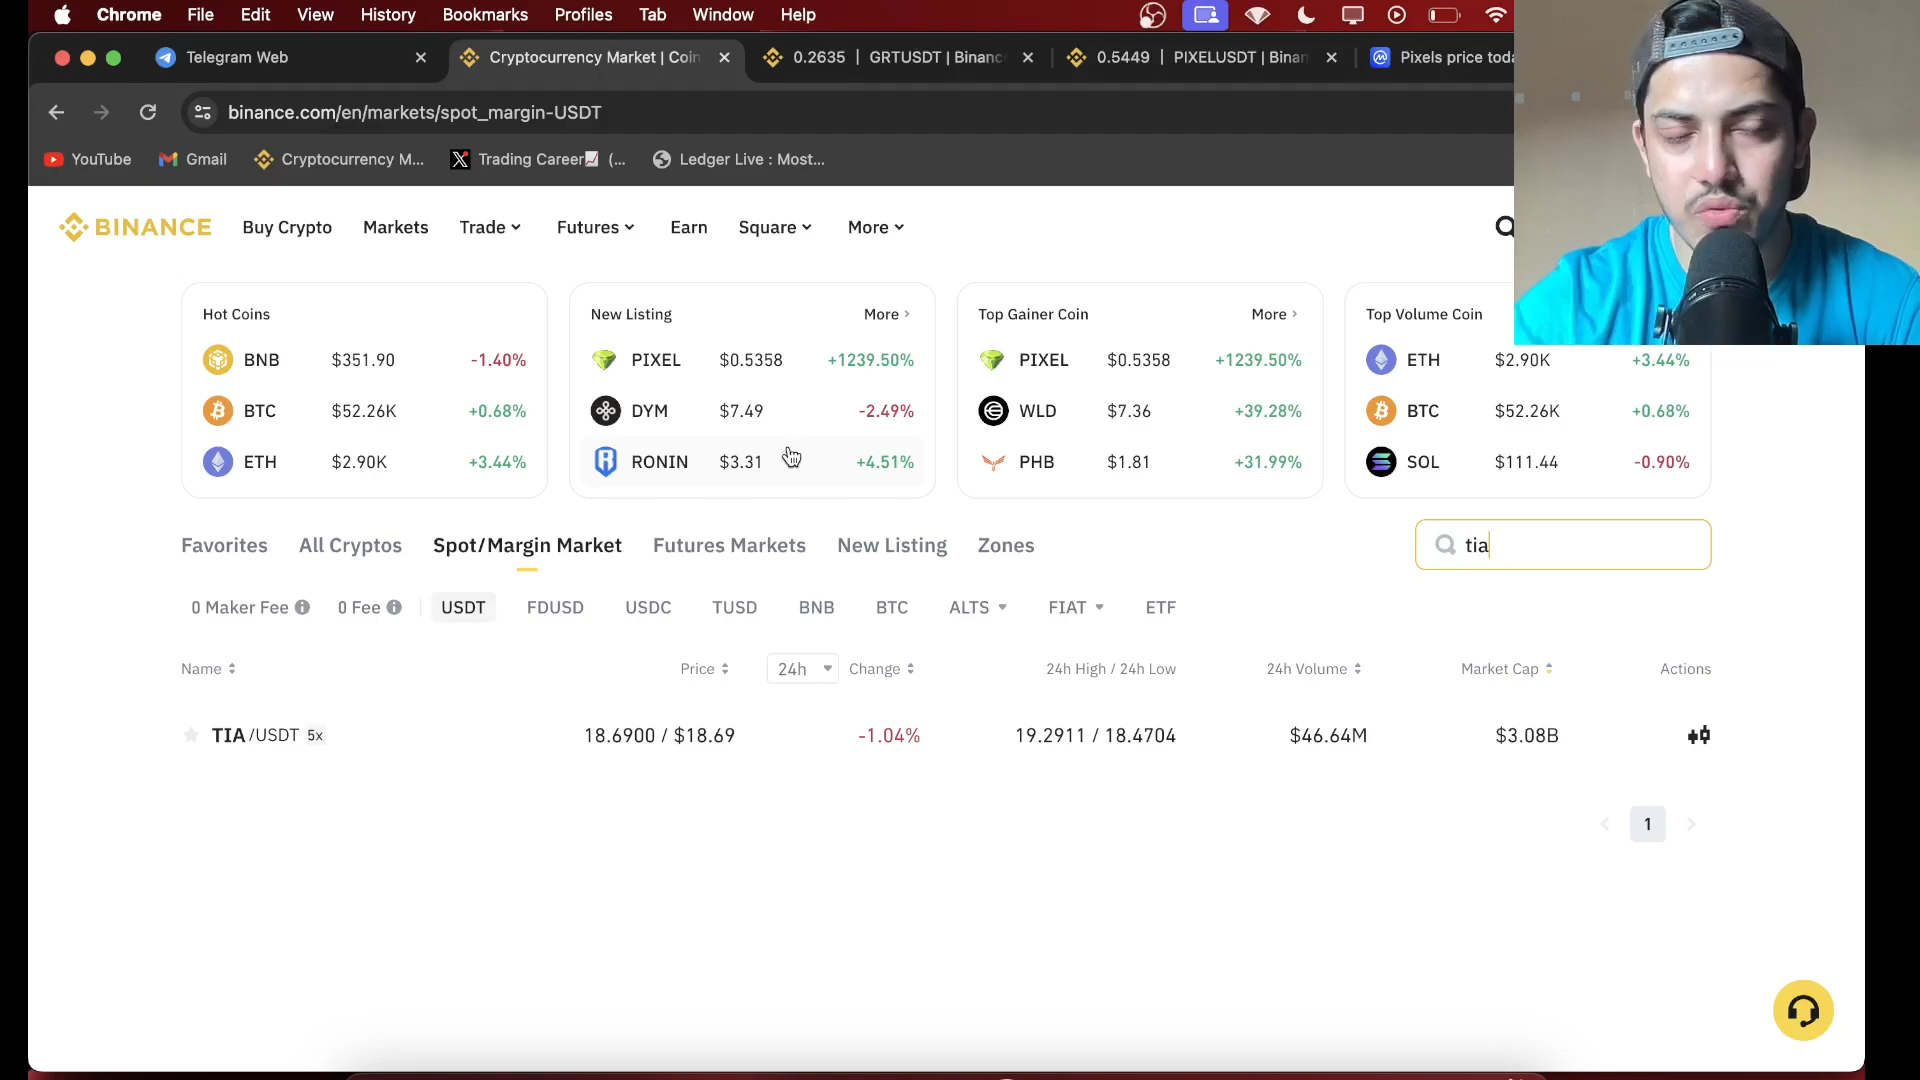 Chrome File Edit View History Bookmarks Profiles Tab Window Help
Telegram Web
Cryptocurrency Market | Coin
0.2635 | GRTUSDT | Binanc
0.5449 | PIXELUSDT | Binan
Pixels price toda
binance.com/en/markets/spot_margin-USDT
YouTube Gmail Cryptocurrency M... Trading Career (... Ledger Live : Most...
BINANCE Buy Crypto Markets Trade Futures Earn Square More
Hot Coins
BNB $351.90 -1.40%
BTC $52.26K +0.68%
ETH $2.90K +3.44%
New Listing More
PIXEL $0.5358 +1239.50%
DYM $7.49 -2.49%
RONIN $3.31 +4.51%
Top Gainer Coin More
PIXEL $0.5358 +1239.50%
WLD $7.36 +39.28%
PHB $1.81 +31.99%
Top Volume Coin
ETH $2.90K +3.44%
BTC $52.26K +0.68%
SOL $111.44 -0.90%
Favorites All Cryptos Spot/Margin Market Futures Markets New Listing Zones
tia
0 Maker Fee 0 Fee USDT FDUSD USDC TUSD BNB BTC ALTS FIAT ETF
Name Price 24h Change 24h High / 24h Low 24h Volume Market Cap Actions
TIA/USDT 5x 18.6900 / $18.69 -1.04% 19.2911 / 18.4704 $46.64M $3.08B
1